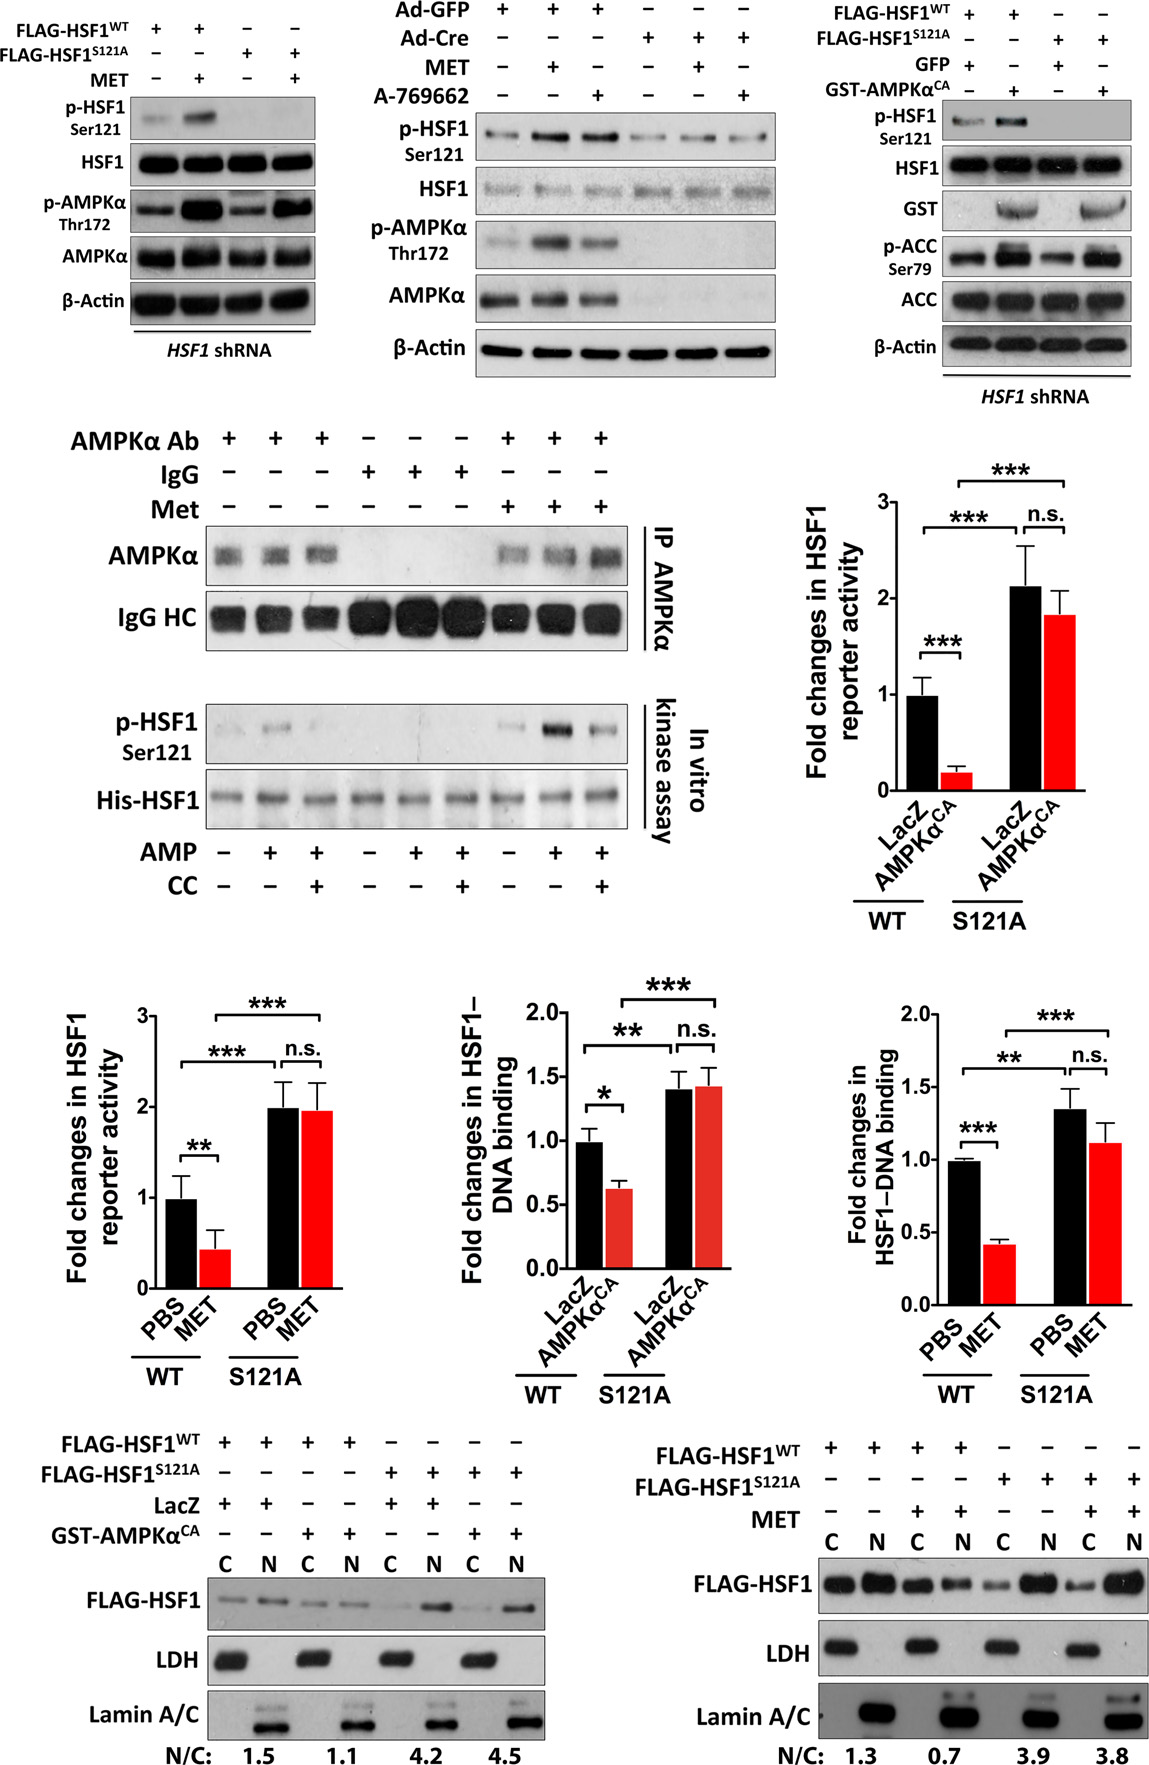 FLAG-HSF1WT + + − −
FLAG-HSF1S121A − − + +
MET − + − +
p-HSF1
Ser121
HSF1
p-AMPKα
Thr172
AMPKα
β-Actin
HSF1 shRNA
Ad-GFP + + + − − −
Ad-Cre − − − + + +
MET − + − − + −
A-769662 − − + − − +
p-HSF1
Ser121
HSF1
p-AMPKα
Thr172
AMPKα
β-Actin
FLAG-HSF1WT + + − −
FLAG-HSF1S121A − − + +
GFP + − + −
GST-AMPKαCA − + − +
p-HSF1
Ser121
HSF1
GST
p-ACC
Ser79
ACC
β-Actin
HSF1 shRNA
AMPKα Ab + + + − − − + + +
IgG − − − + + + − − −
Met − − − − − − + + +
AMPKα
IgG HC
IP AMPKα
p-HSF1
Ser121
His-HSF1
In vitro
kinase assay
AMP − + + − + + − + +
CC − − + − − + − − +
Fold changes in HSF1
reporter activity
3
2
1
0
***
***
n.s.
***
LacZ
AMPKαCA
LacZ
AMPKαCA
WT
S121A
Fold changes in HSF1
reporter activity
3
2
1
0
***
***
n.s.
**
PBS
MET
PBS
MET
WT
S121A
Fold changes in HSF1–
DNA binding
2.0
1.5
1.0
0.5
0.0
***
**
n.s.
*
LacZ
AMPKαCA
LacZ
AMPKαCA
WT
S121A
Fold changes in
HSF1–DNA binding
2.0
1.5
1.0
0.5
0.0
***
**
n.s.
***
PBS
MET
PBS
MET
WT
S121A
FLAG-HSF1WT + + + + − − − −
FLAG-HSF1S121A − − − − + + + +
LacZ + + − − + + − −
GST-AMPKαCA − − + + − − + +
C N C N C N C N
FLAG-HSF1
LDH
Lamin A/C
N/C: 1.5 1.1 4.2 4.5
FLAG-HSF1WT + + + + − − − −
FLAG-HSF1S121A − − − − + + + +
MET − − + + − − + +
C N C N C N C N
FLAG-HSF1
LDH
Lamin A/C
N/C: 1.3 0.7 3.9 3.8